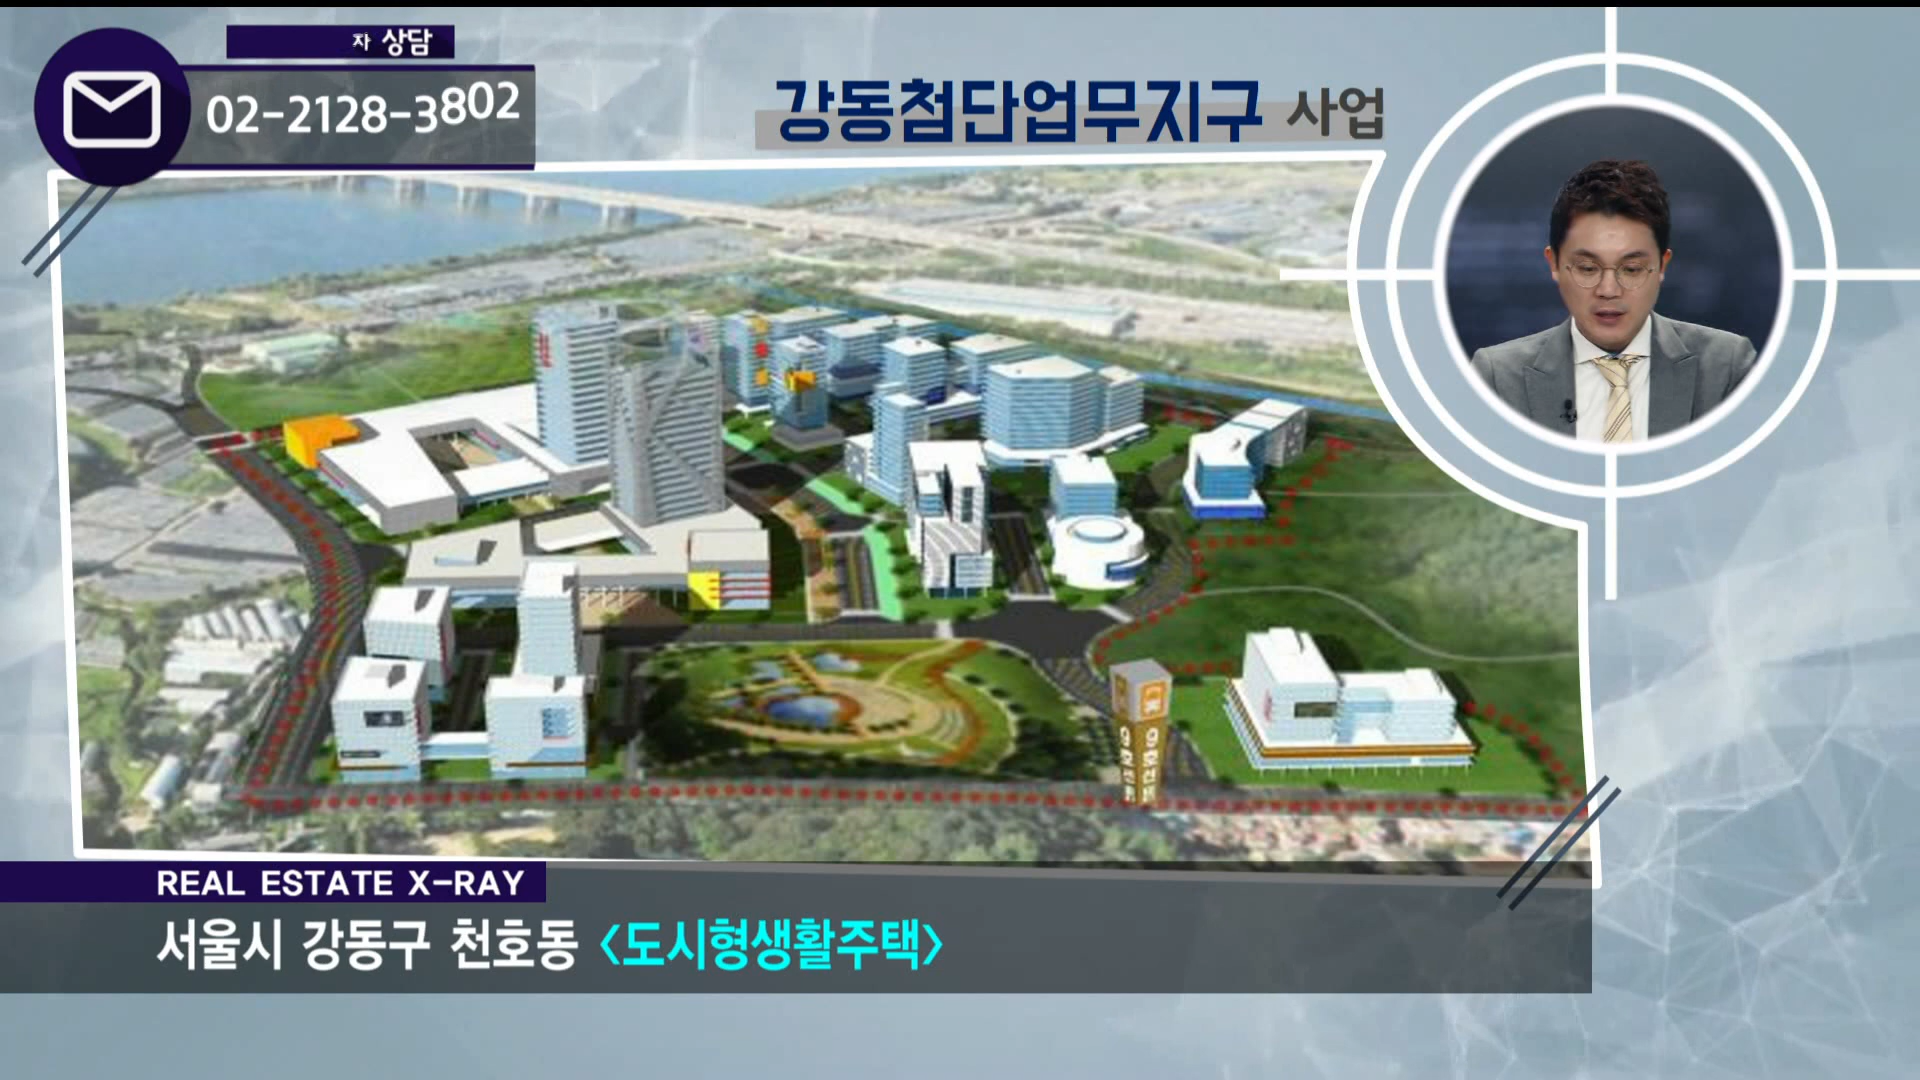 자 상담
02-2128-3802
강동첨단업무지구 사업
REAL ESTATE X-RAY
서울시 강동구 천호동 <도시형생활주택>